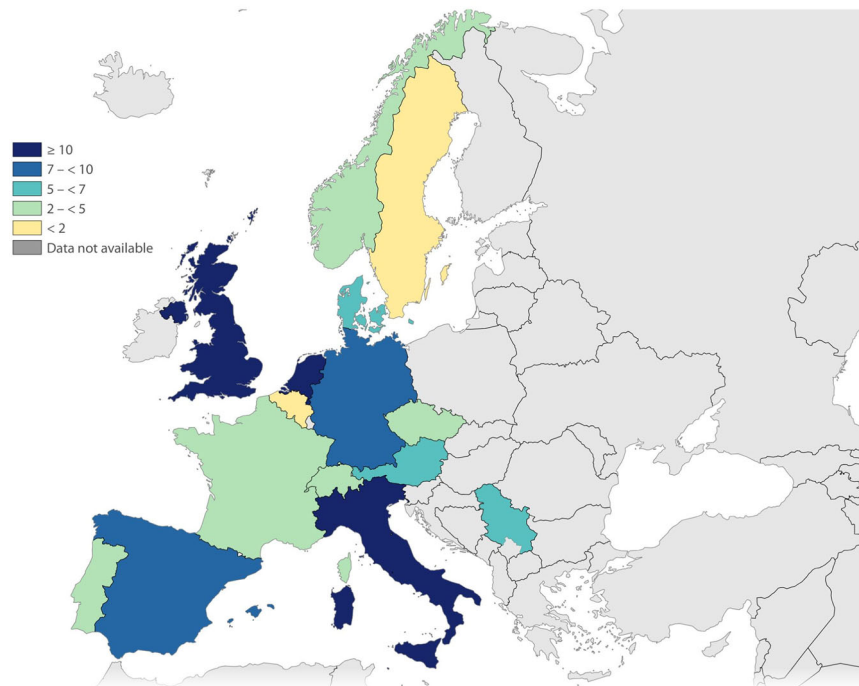 ≥ 10
7 – < 10
5 – < 7
2 – < 5
< 2
Data not available